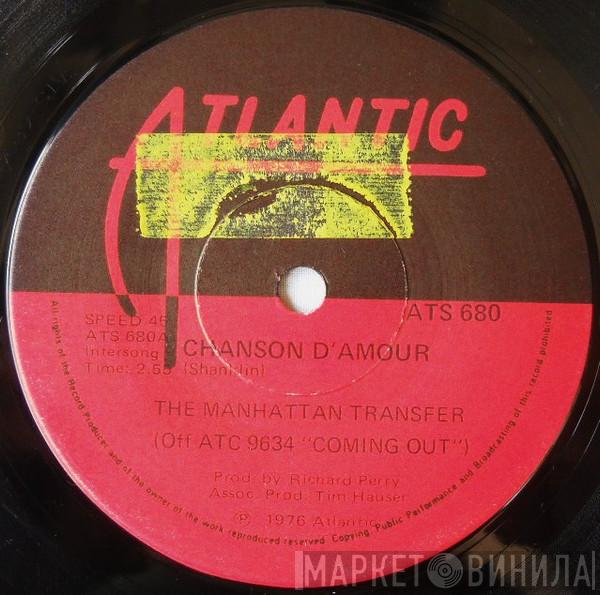 ATLANTIC
ATS 680
SPEED 45
ATS 680A
Intersong
Time: 2.55
CHANSON D'AMOUR
(Shanklin)
THE MANHATTAN TRANSFER
(Off ATC 9634 "COMING OUT")
Prod. by Richard Perry
Assoc. Prod. Tim Hauser
℗ 1976 Atlantic
All rights of the Record Producer and of the owner of the work reproduced reserved. Copying, Public Performance and Broadcasting of this record prohibited
МАРКЕТ ВИНИЛА